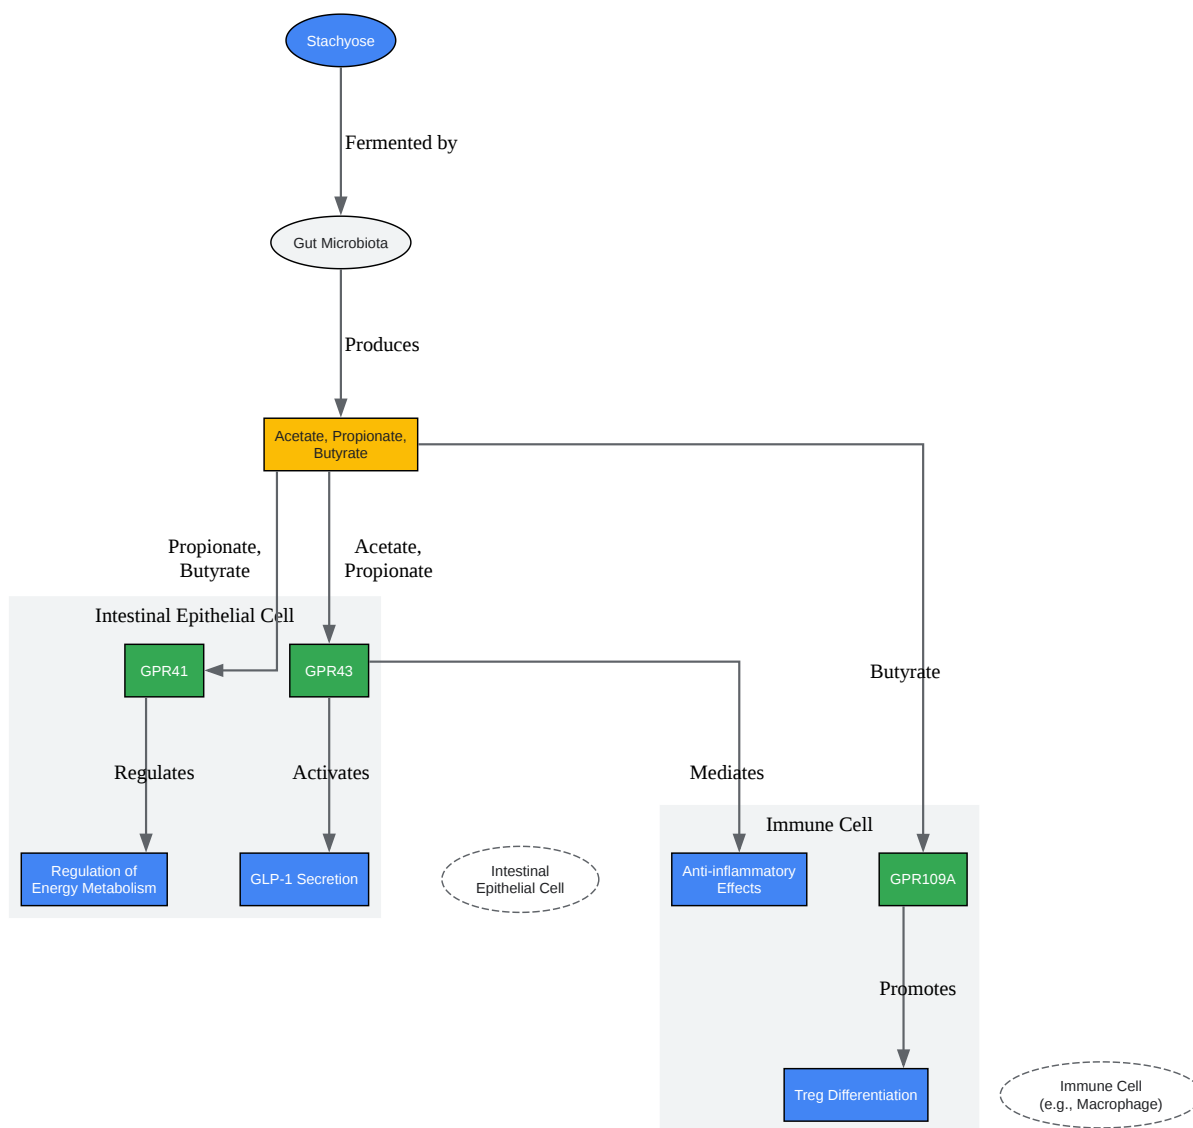 Stachyose
Fermented by
Gut Microbiota
Produces
Acetate, Propionate,
Butyrate
Propionate,
Butyrate
Acetate,
Propionate
Intestinal Epithelial Cell
GPR41
GPR43
Butyrate
Regulates
Activates
Mediates
Immune Cell
Regulation of
Energy Metabolism
GLP-1 Secretion
Intestinal
Epithelial Cell
Anti-inflammatory
Effects
GPR109A
Promotes
Treg Differentiation
Immune Cell
(e.g., Macrophage)